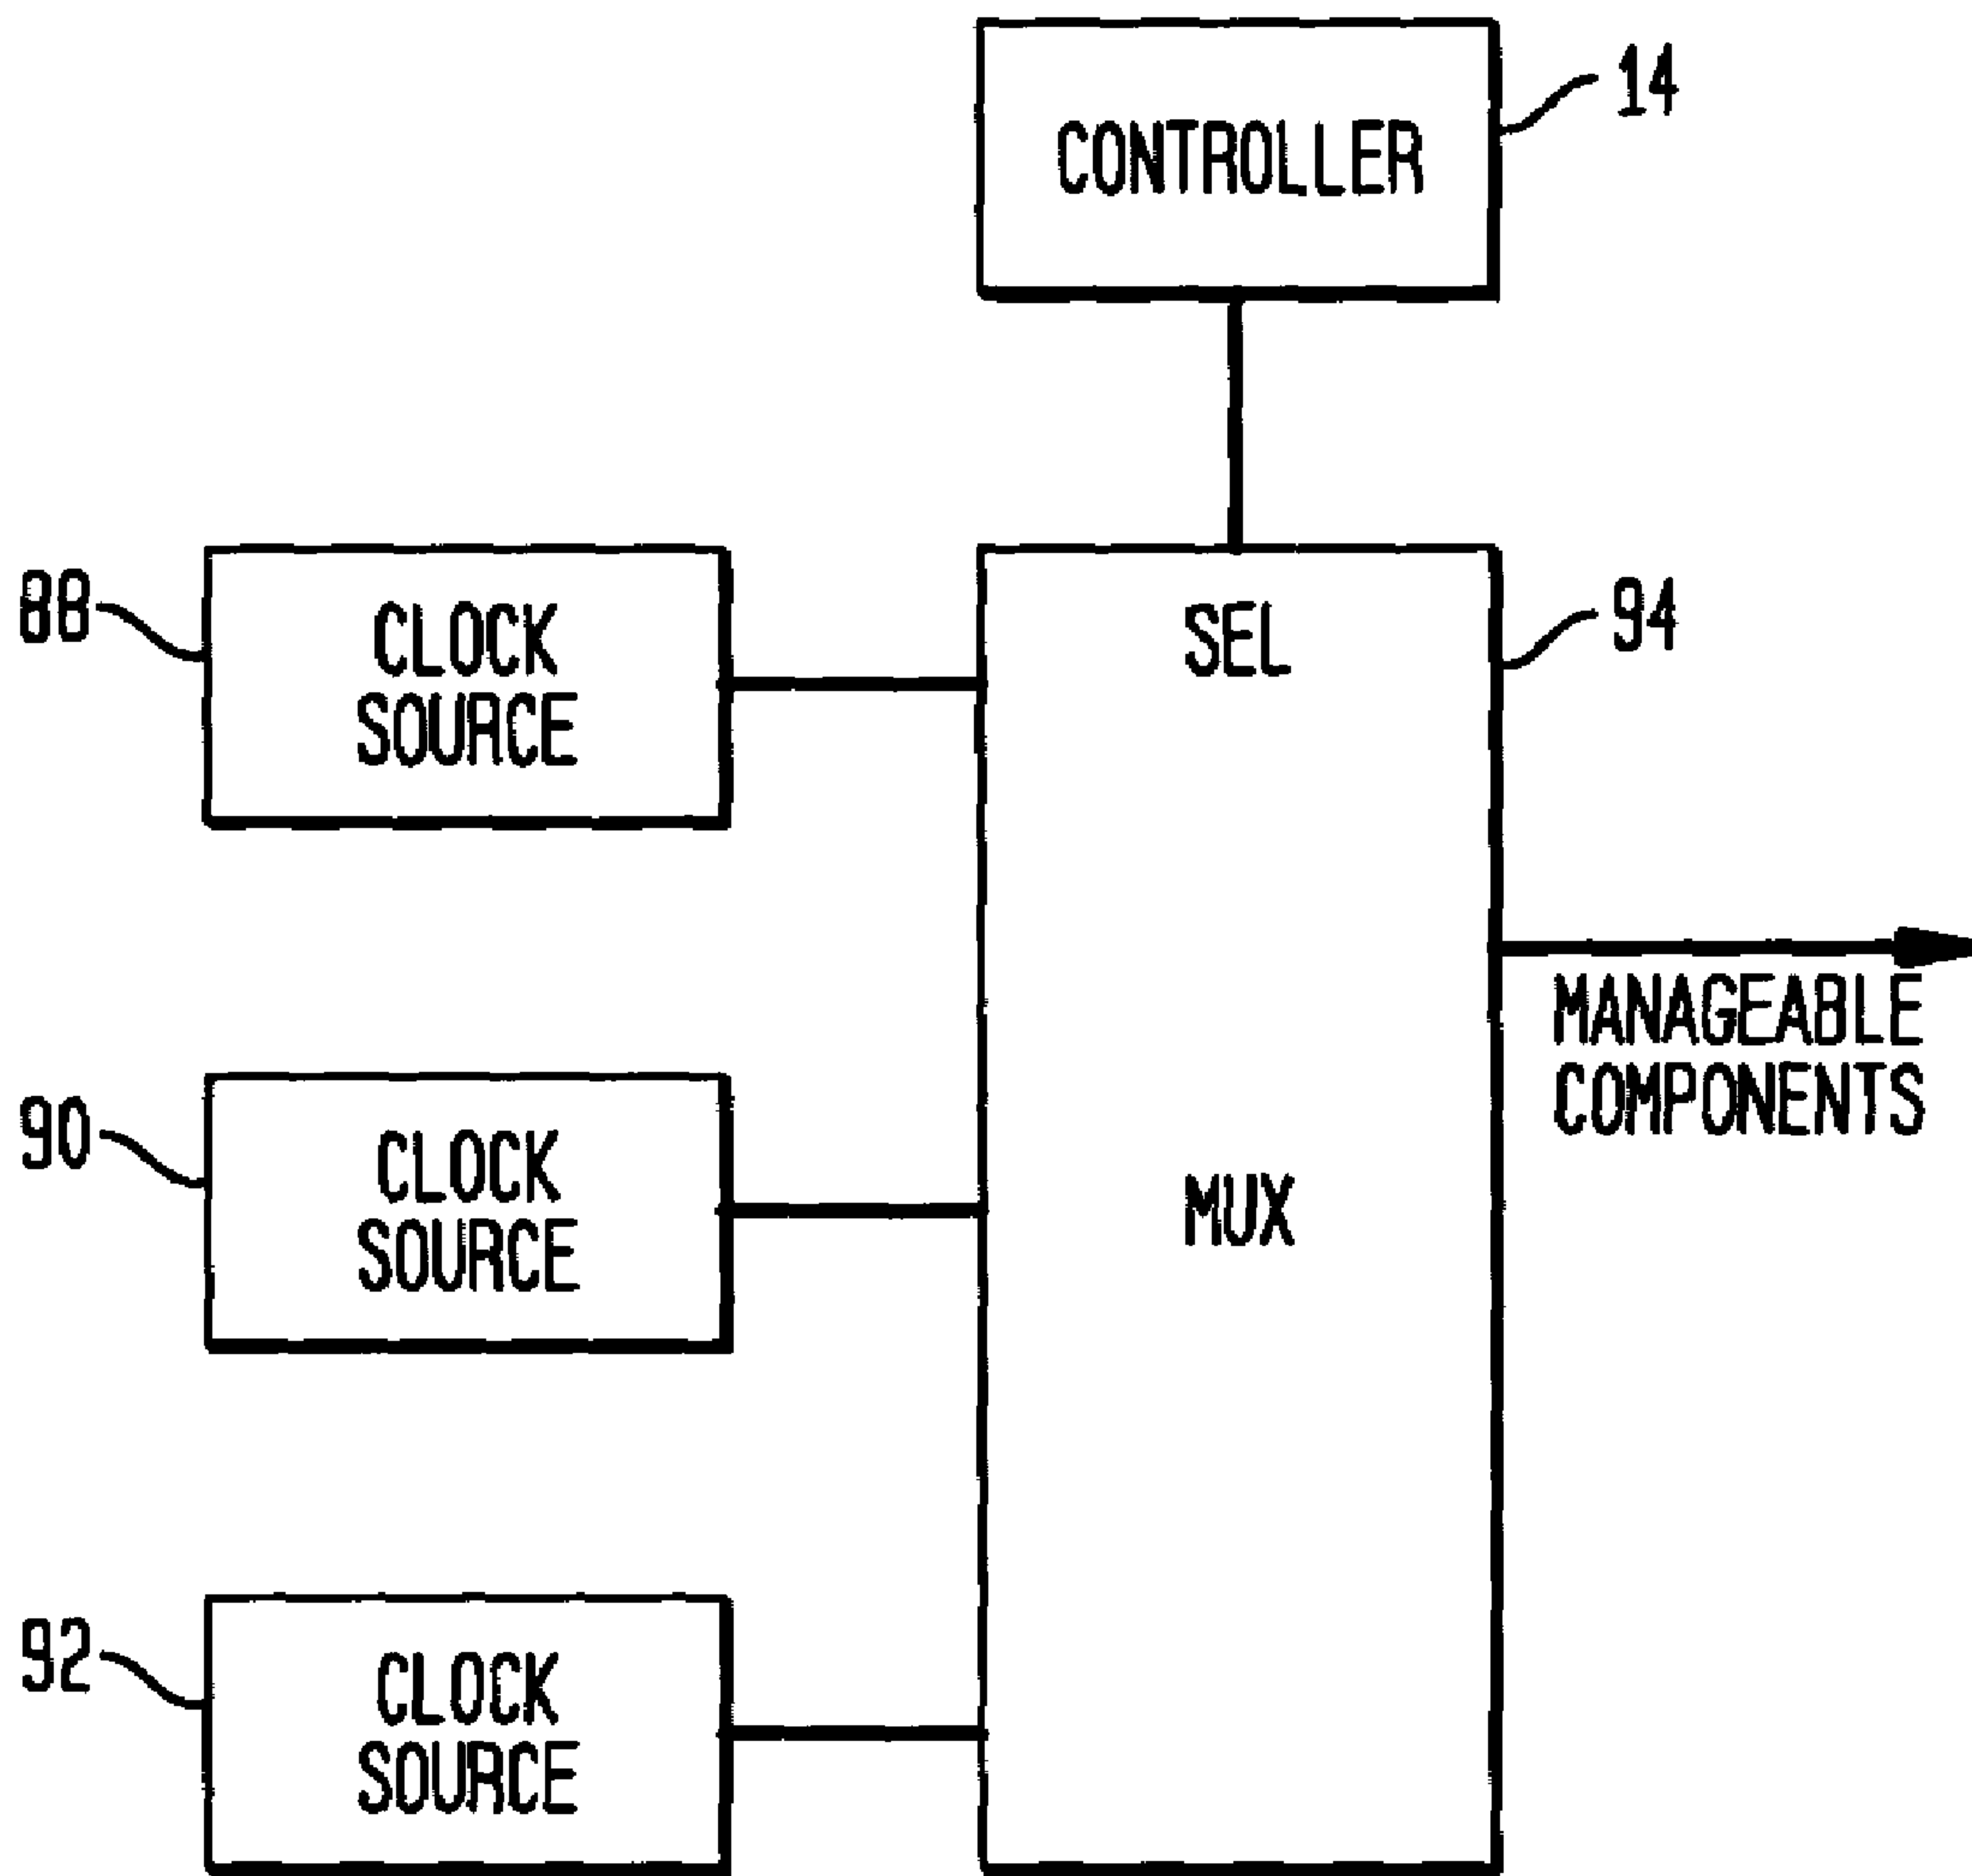 CONTROLLER
14
88
CLOCK
SOURCE
SEL
94
MANAGEABLE
COMPONENTS
90
CLOCK
SOURCE
MUX
92
CLOCK
SOURCE